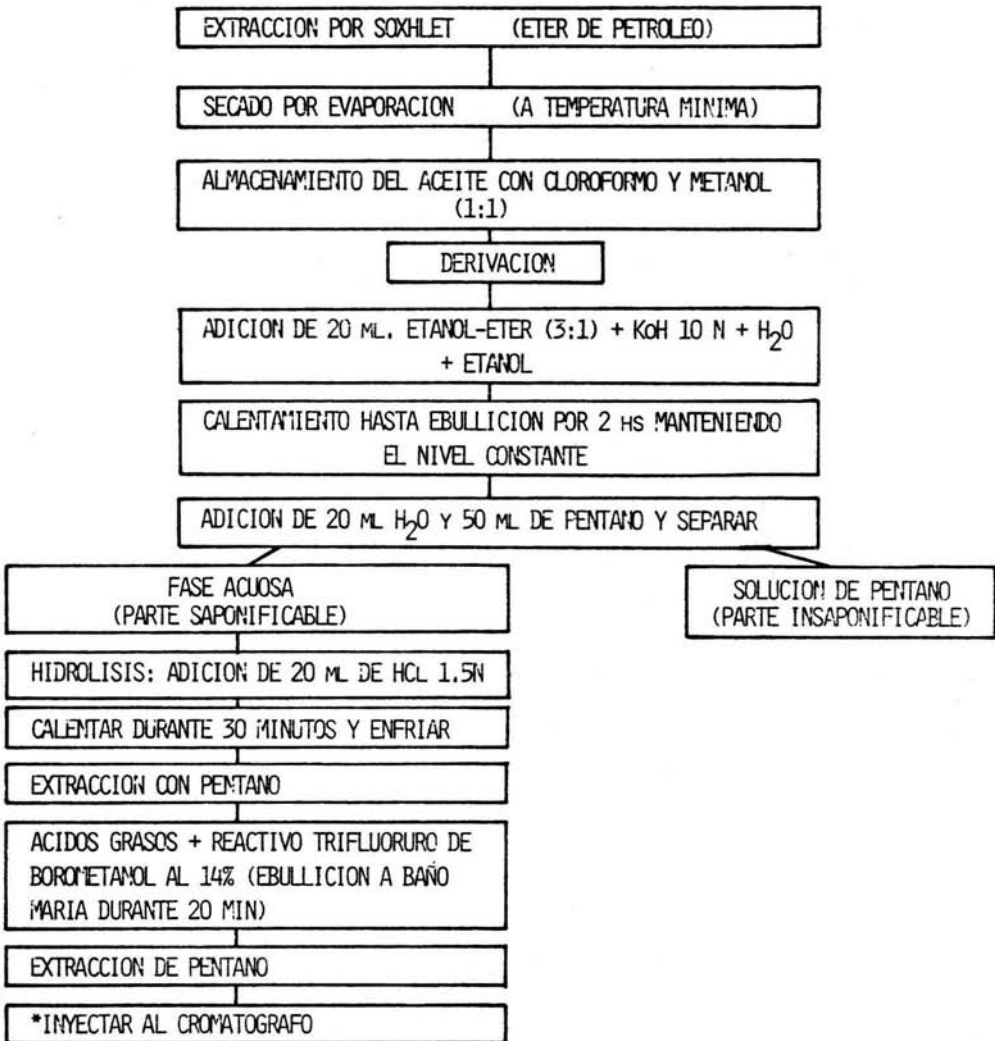 EXTRACCION POR SOXHLET (ETER DE PETROLEO)
SECADO POR EVAPORACION (A TEMPERATURA MINIMA)
ALMACENAMIENTO DEL ACEITE CON CLOROFORMO Y METANOL
(1:1)
DERIVACION
ADICION DE 20 ML. ETANOL-ETER (3:1) + KOH 10 N + H2O
+ ETANOL
CALENTAMIENTO HASTA EBULLICION POR 2 HS MANTENIENDO
EL NIVEL CONSTANTE
ADICION DE 20 ML H2O Y 50 ML DE PENTANO Y SEPARAR
FASE ACUOSA
(PARTE SAPONIFICABLE)
SOLUCION DE PENTANO
(PARTE INSAPONIFICABLE)
HIDROLISIS: ADICION DE 20 ML DE HCL 1.5N
CALENTAR DURANTE 30 MINUTOS Y ENFRIAR
EXTRACCION CON PENTANO
ACIDOS GRASOS + REACTIVO TRIFLUORURO DE
BOROMETANOL AL 14% (EBULLICION A BAÑO
MARIA DURANTE 20 MIN)
EXTRACCION DE PENTANO
*INYECTAR AL CROMATOGRAFO